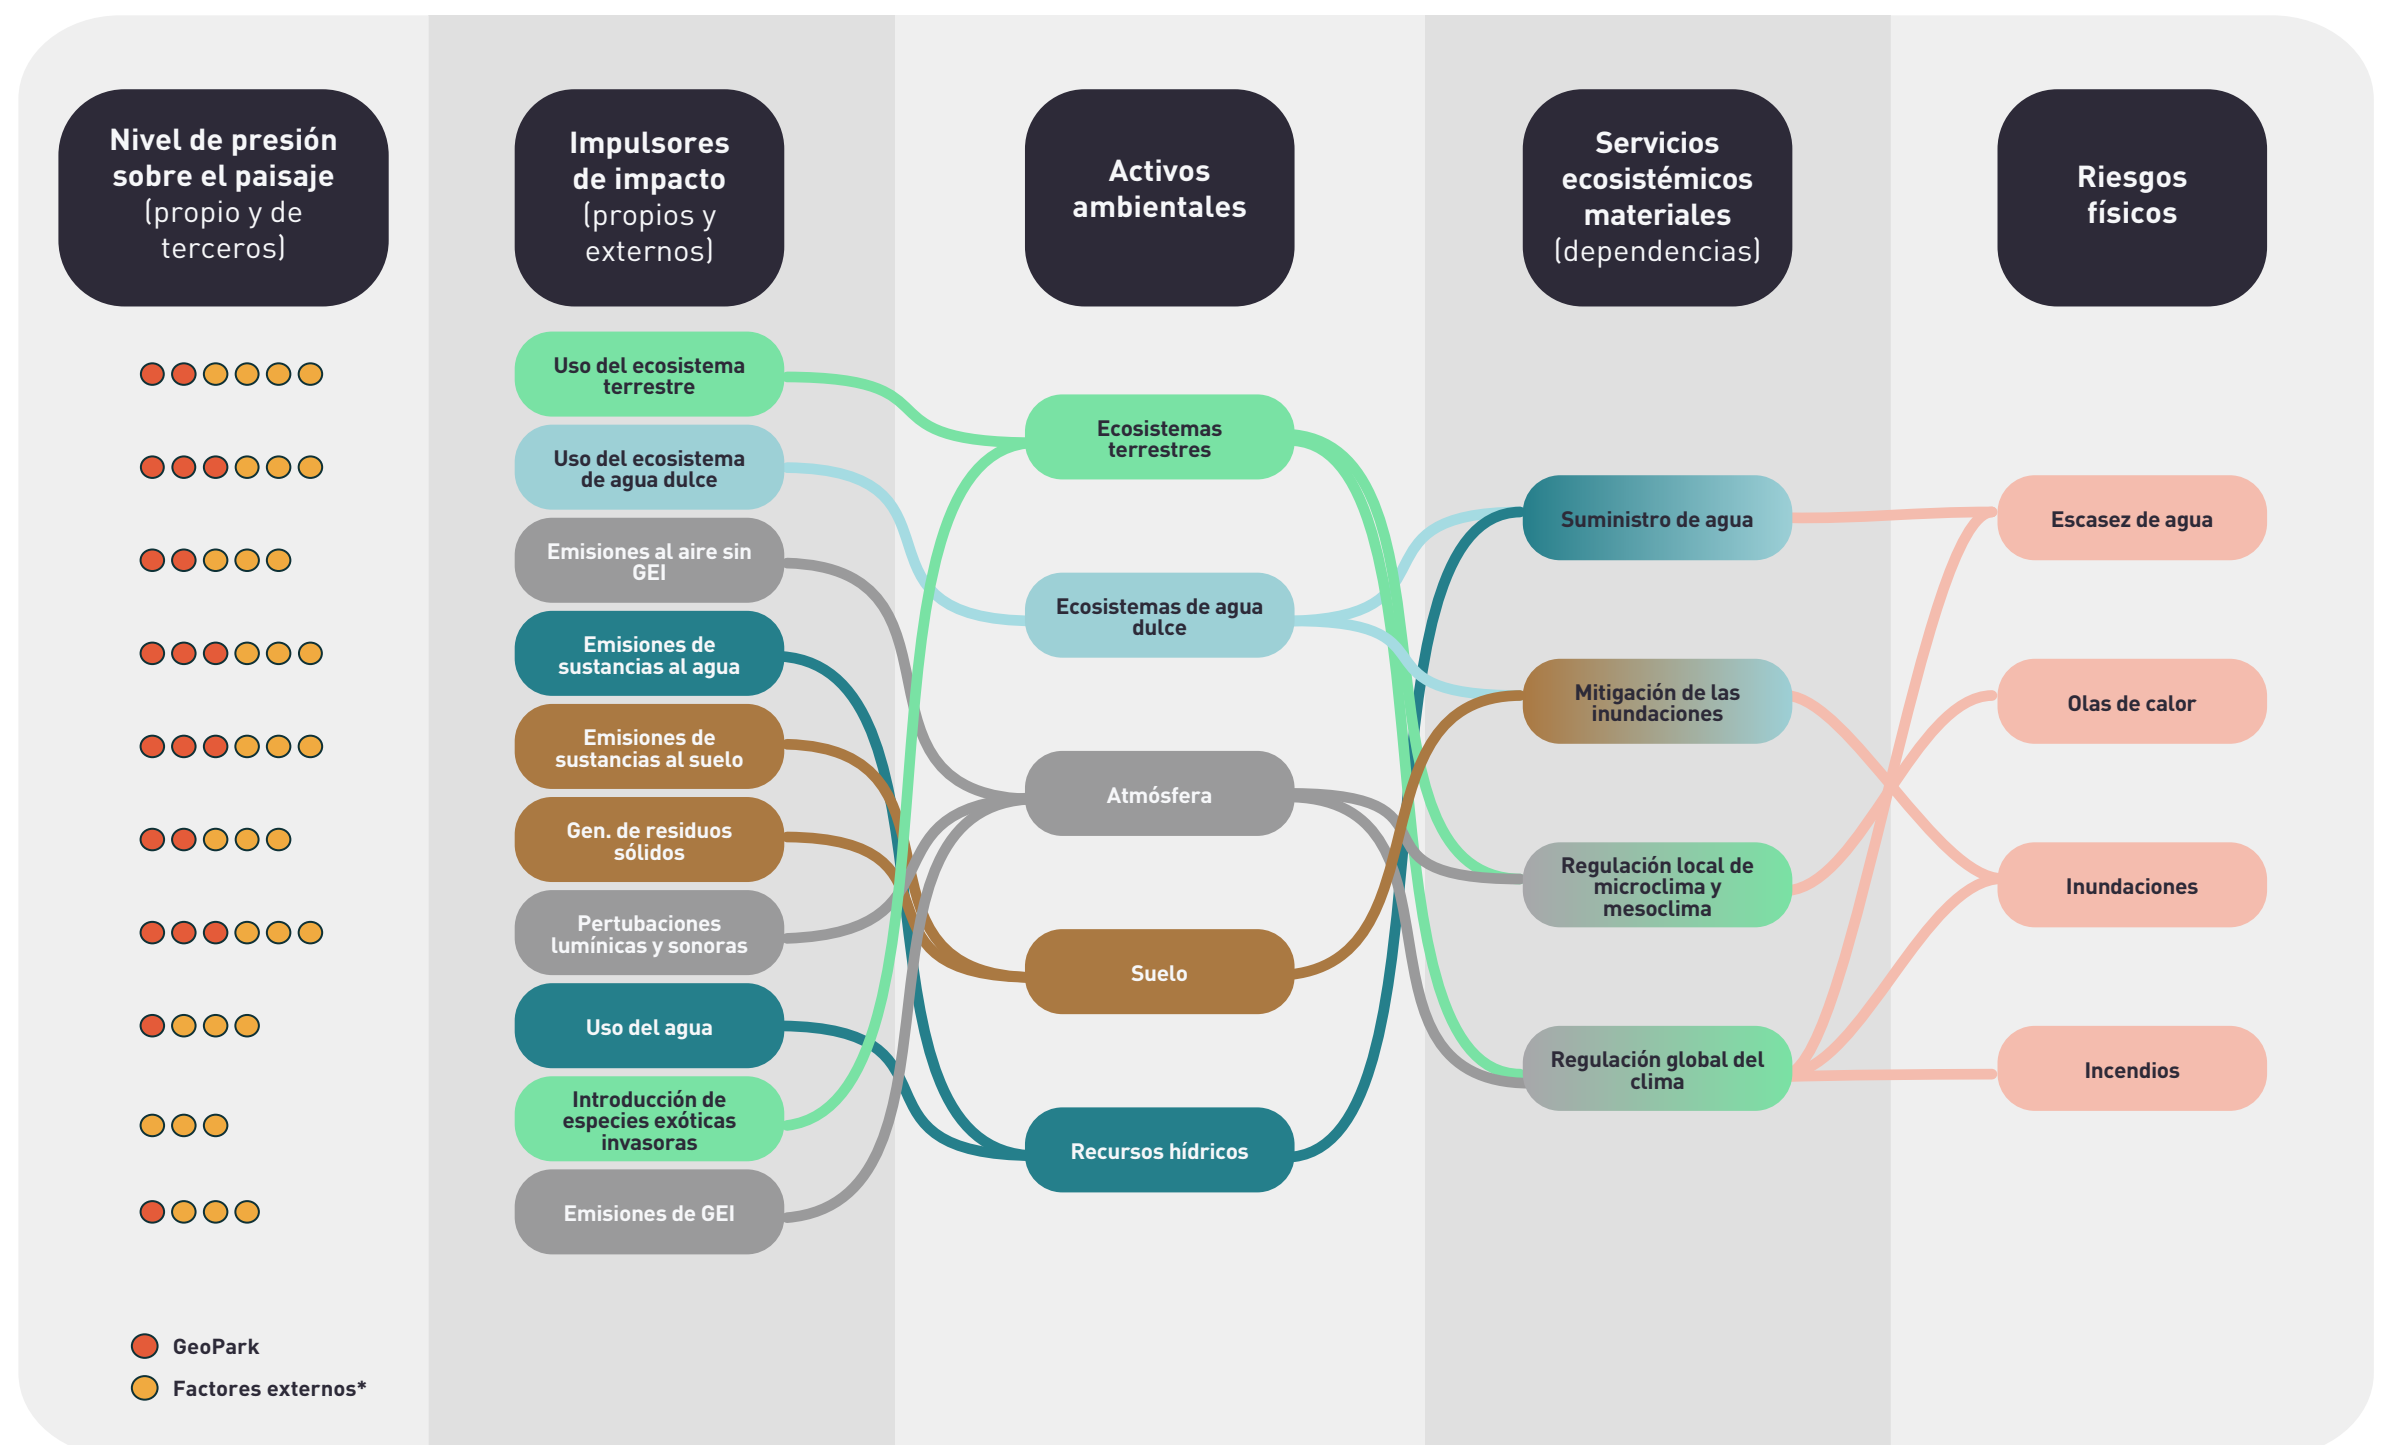 Nivel de presión
sobre el paisaje
(propio y de
terceros)
Impulsores
de impacto
(propios y
externos)
Activos
ambientales
Servicios
ecosistémicos
materiales
(dependencias)
Riesgos
físicos
Uso del ecosistema
terrestre
Uso del ecosistema
de agua dulce
Emisiones al aire sin
GEI
Emisiones de
sustancias al agua
Emisiones de
sustancias al suelo
Gen. de residuos
sólidos
Pertubaciones
lumínicas y sonoras
Uso del agua
Introducción de
especies exóticas
invasoras
Emisiones de GEI
Ecosistemas
terrestres
Ecosistemas de agua
dulce
Atmósfera
Suelo
Recursos hídricos
Suministro de agua
Mitigación de las
inundaciones
Regulación local de
microclima y
mesoclima
Regulación global del
clima
Escasez de agua
Olas de calor
Inundaciones
Incendios
GeoPark
Factores externos*